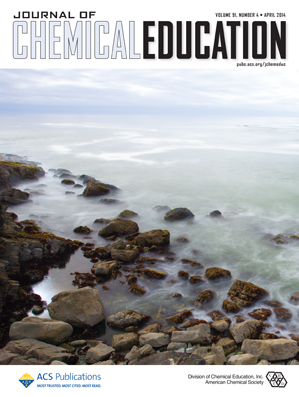 JOURNAL OF
VOLUME 91, NUMBER 4 • APRIL 2014
CHEMICALEDUCATION
pubs.acs.org/jchemeduc
ACS Publications
MOST TRUSTED. MOST CITED. MOST READ.
Division of Chemical Education, Inc.
American Chemical Society